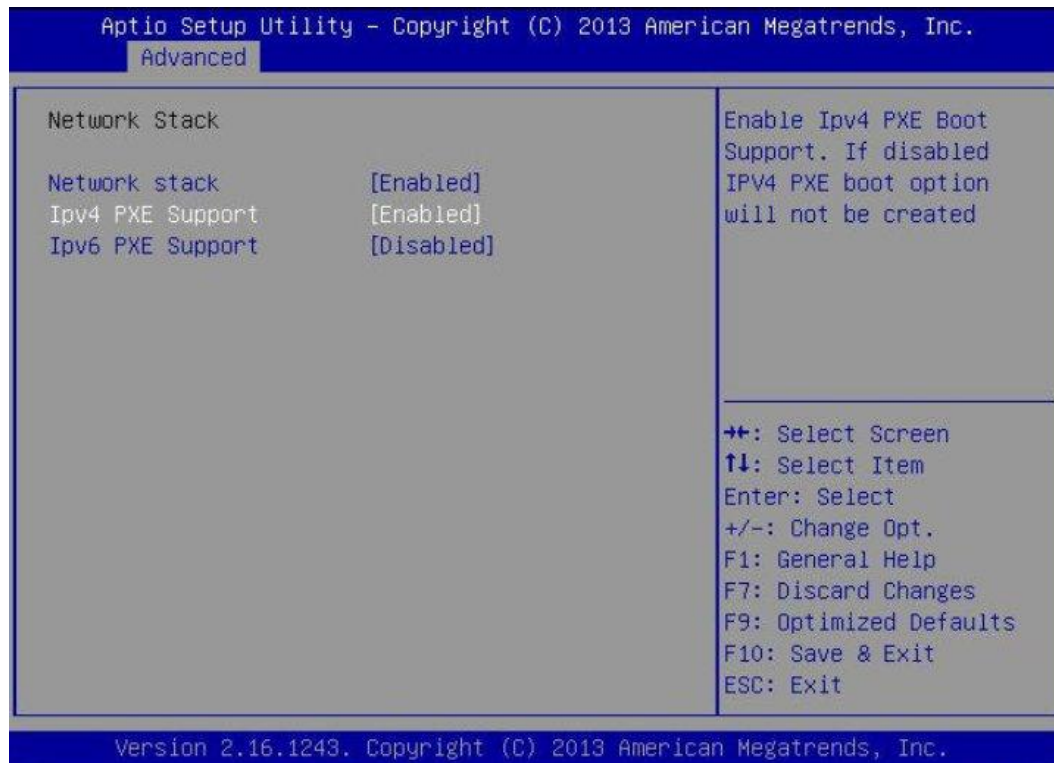 Aptio Setup Utility – Copyright (C) 2013 American Megatrends, Inc.
Advanced
Network Stack
Network stack [Enabled]
Ipv4 PXE Support [Enabled]
Ipv6 PXE Support [Disabled]
Enable Ipv4 PXE Boot
Support. If disabled
IPV4 PXE boot option
will not be created
→←: Select Screen
↑↓: Select Item
Enter: Select
+/-: Change Opt.
F1: General Help
F7: Discard Changes
F9: Optimized Defaults
F10: Save & Exit
ESC: Exit
Version 2.16.1243. Copyright (C) 2013 American Megatrends, Inc.